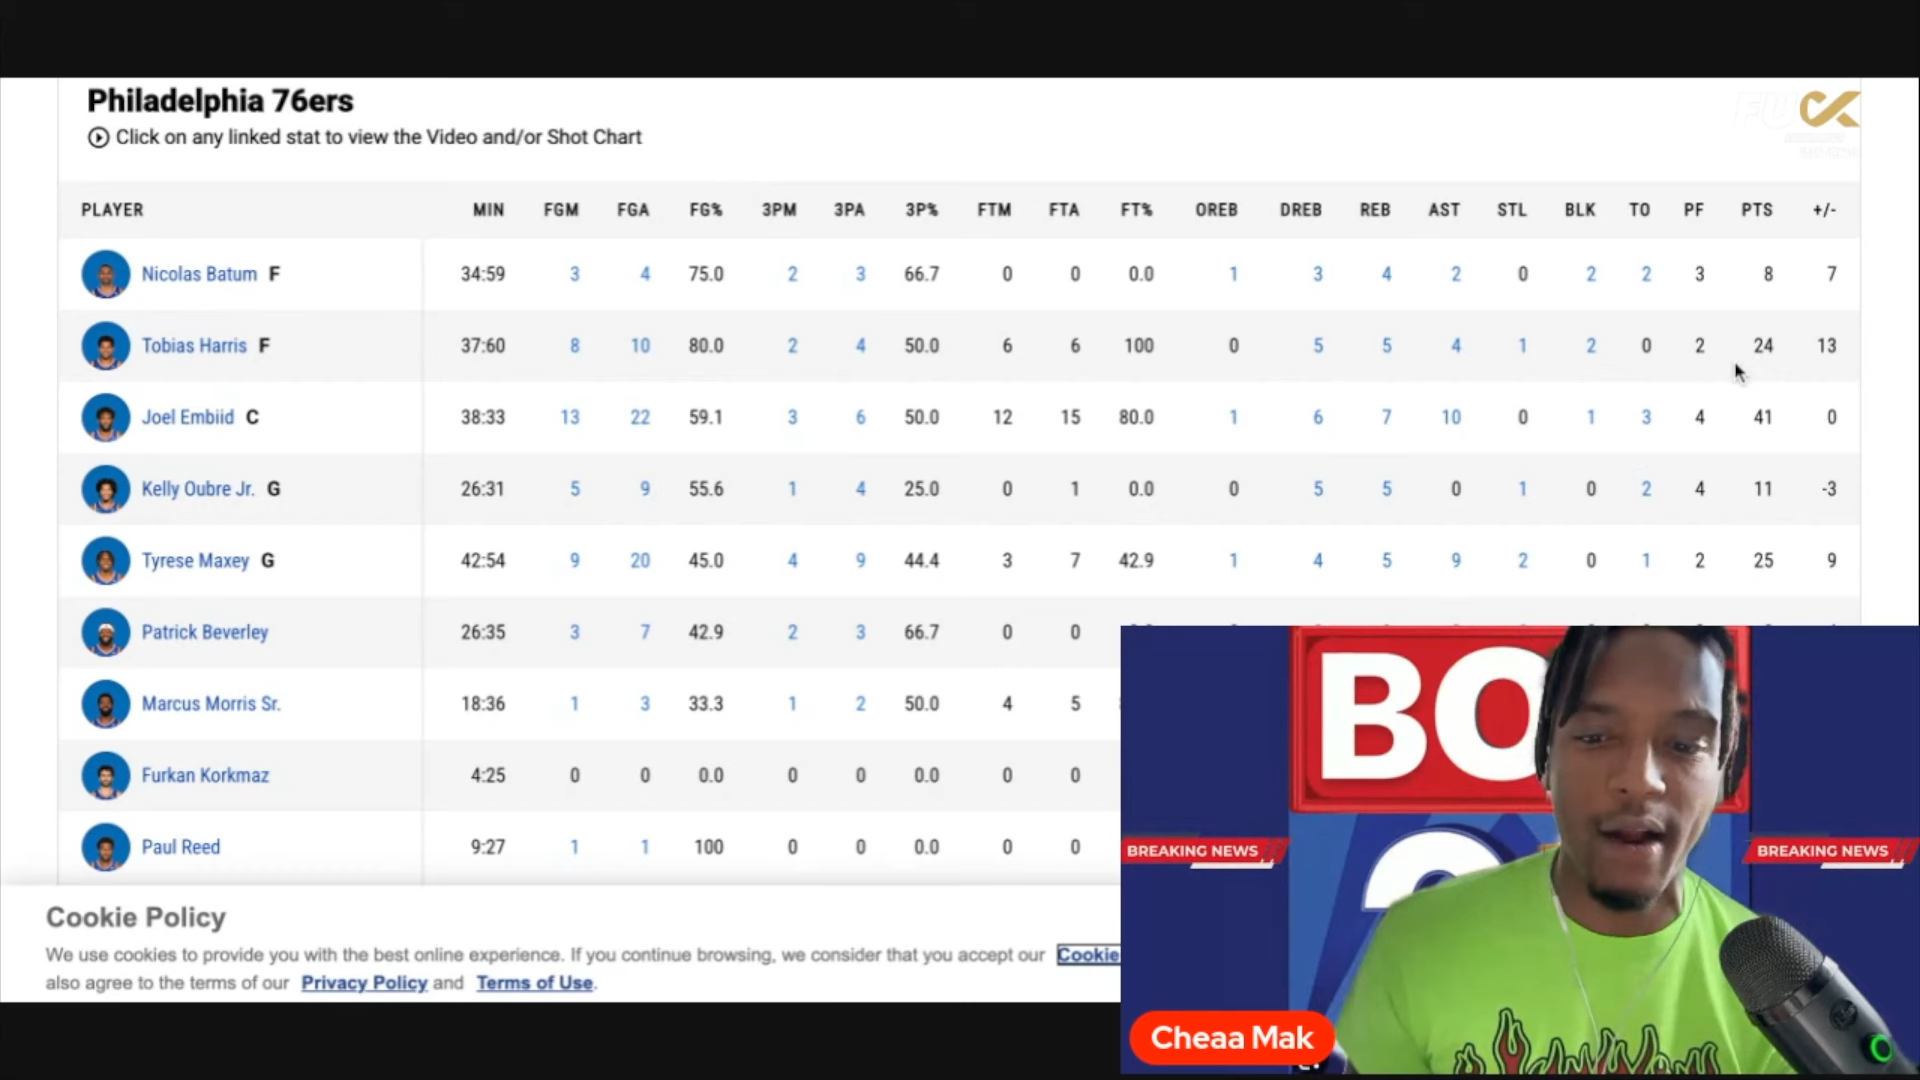 Philadelphia 76ers
Click on any linked stat to view the Video and/or Shot Chart
PLAYER MIN FGM FGA FG% 3PM 3PA 3P% FTM FTA FT% OREB DREB REB AST STL BLK TO PF PTS +/-
Nicolas Batum F 34:59 3 4 75.0 2 3 66.7 0 0 0.0 1 3 4 2 0 2 2 3 8 7
Tobias Harris F 37:60 8 10 80.0 2 4 50.0 6 6 100 0 5 5 4 1 2 0 2 24 13
Joel Embiid C 38:33 13 22 59.1 3 6 50.0 12 15 80.0 1 6 7 10 0 1 3 4 41 0
Kelly Oubre Jr. G 26:31 5 9 55.6 1 4 25.0 0 1 0.0 0 5 5 0 1 0 2 4 11 -3
Tyrese Maxey G 42:54 9 20 45.0 4 9 44.4 3 7 42.9 1 4 5 9 2 0 1 2 25 9
Patrick Beverley 26:35 3 7 42.9 2 3 66.7 0 0
Marcus Morris Sr. 18:36 1 3 33.3 1 2 50.0 4 5
Furkan Korkmaz 4:25 0 0 0.0 0 0 0.0 0 0
Paul Reed 9:27 1 1 100 0 0 0.0 0 0
Cookie Policy
We use cookies to provide you with the best online experience. If you continue browsing, we consider that you accept our Cookie
also agree to the terms of our Privacy Policy and Terms of Use.
BO
BREAKING NEWS
BREAKING NEWS
Cheaa Mak